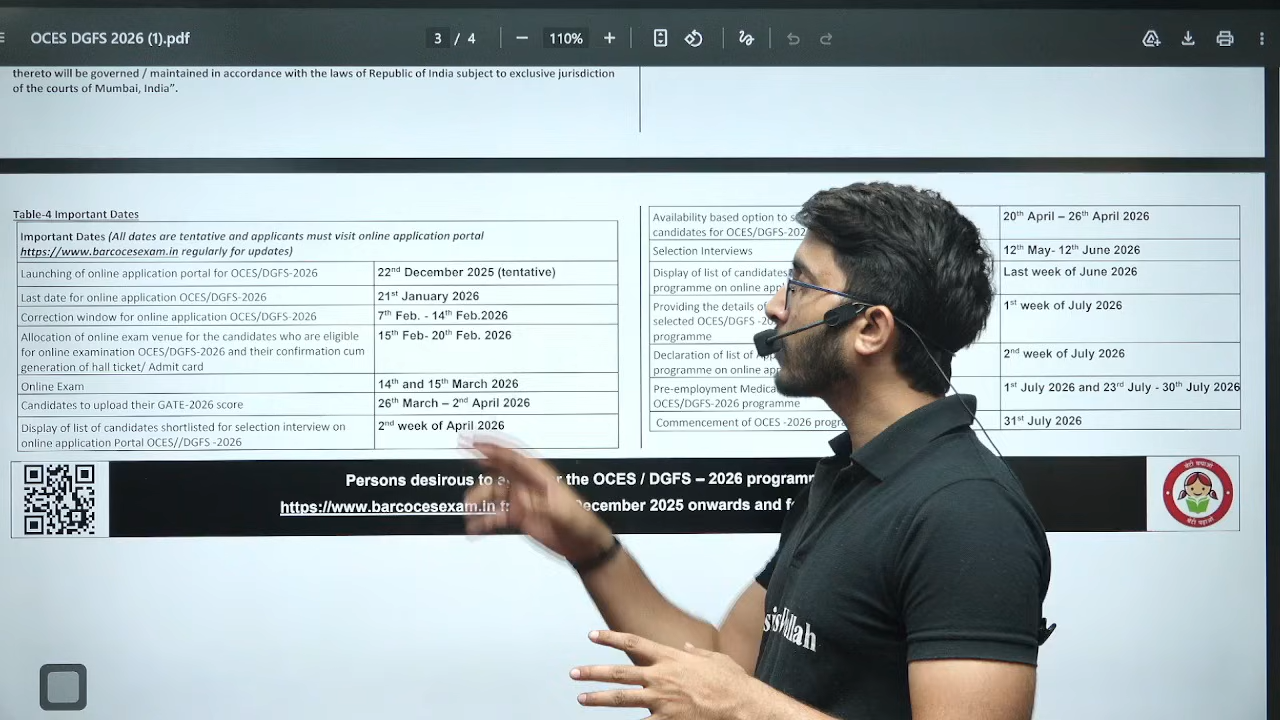 OCES DGFS 2026 (1).pdf
3 / 4
110%
thereto will be governed / maintained in accordance with the laws of Republic of India subject to exclusive jurisdiction
of the courts of Mumbai, India”.
Table-4 Important Dates
Important Dates (All dates are tentative and applicants must visit online application portal
https://www.barcocesexam.in regularly for updates)
Launching of online application portal for OCES/DGFS-2026 22nd December 2025 (tentative)
Last date for online application OCES/DGFS-2026 21st January 2026
Correction window for online application OCES/DGFS-2026 7th Feb. - 14th Feb.2026
Allocation of online exam venue for the candidates who are eligible 15th Feb- 20th Feb. 2026
for online examination OCES/DGFS-2026 and their confirmation cum
generation of hall ticket/ Admit card
Online Exam 14th and 15th March 2026
Candidates to upload their GATE-2026 score 26th March – 2nd April 2026
Display of list of candidates shortlisted for selection interview on 2nd week of April 2026
online application Portal OCES//DGFS -2026
Availability based option to 20th April – 26th April 2026
candidates for OCES/DGFS-202
Selection Interviews 12th May- 12th June 2026
Display of list of candidates Last week of June 2026
programme on online
Providing the details of 1st week of July 2026
selected OCES/DGFS
programme
Declaration of list of 2nd week of July 2026
programme on online
Pre-employment 1st July 2026 and 23rd July - 30th July 2026
OCES/DGFS-2026 programme
Commencement of OCES -2026 31st July 2026
Persons desirous to the OCES / DGFS – 2026
https://www.barcocesexam.in December 2025 onwards and
बेटी बचाओ
बेटी पढ़ाओ